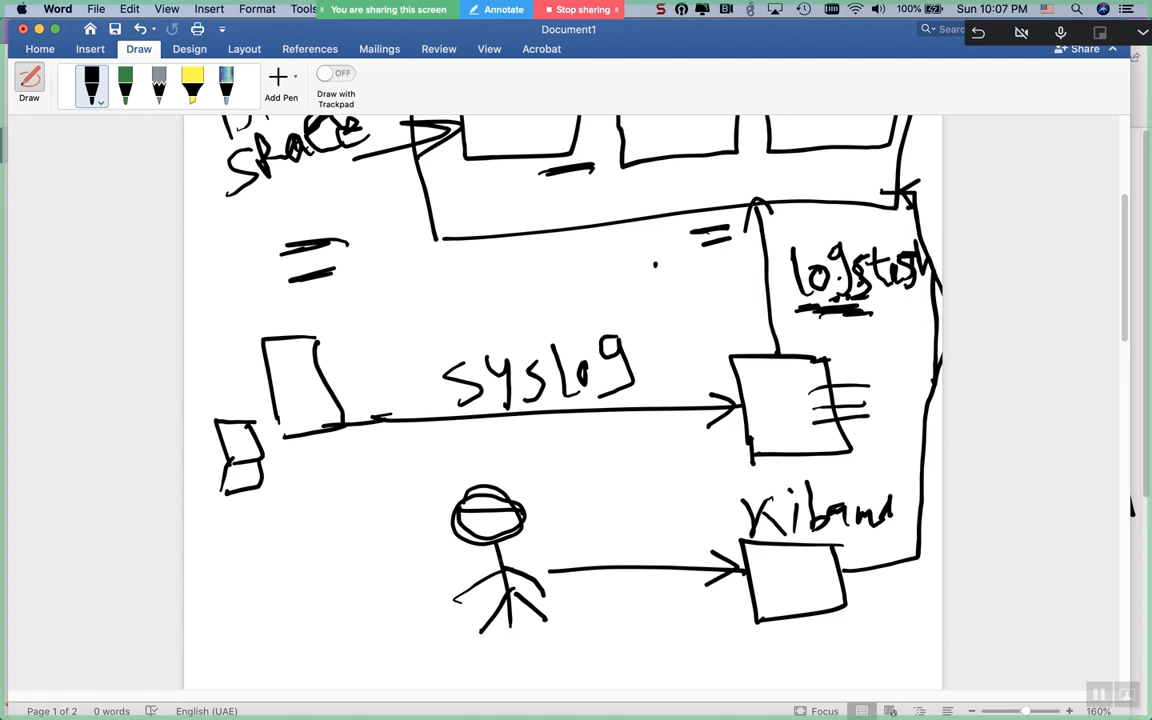 Word File Edit View Insert Format Tools You are sharing this screen Annotate Stop sharing 100% Sun 10:07 PM
Document1
Home Insert Draw Design Layout References Mailings Review View Acrobat Share
Draw Add Pen Draw with Trackpad OFF
space
logstash
syslog
Kibana
Page 1 of 2 0 words English (UAE) Focus 160%